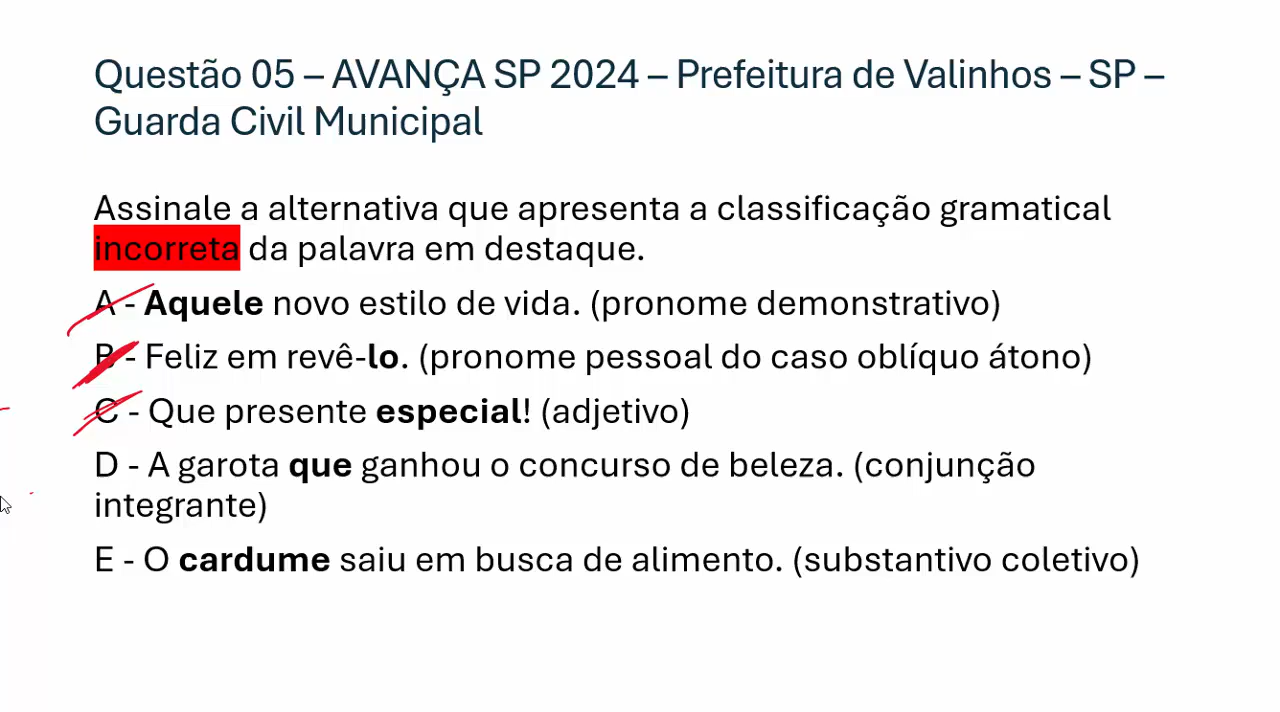 Questão 05 – AVANÇA SP 2024 – Prefeitura de Valinhos – SP –
Guarda Civil Municipal
Assinale a alternativa que apresenta a classificação gramatical
incorreta da palavra em destaque.
A - Aquele novo estilo de vida. (pronome demonstrativo)
B - Feliz em revê-lo. (pronome pessoal do caso oblíquo átono)
C - Que presente especial! (adjetivo)
D - A garota que ganhou o concurso de beleza. (conjunção
integrante)
E - O cardume saiu em busca de alimento. (substantivo coletivo)